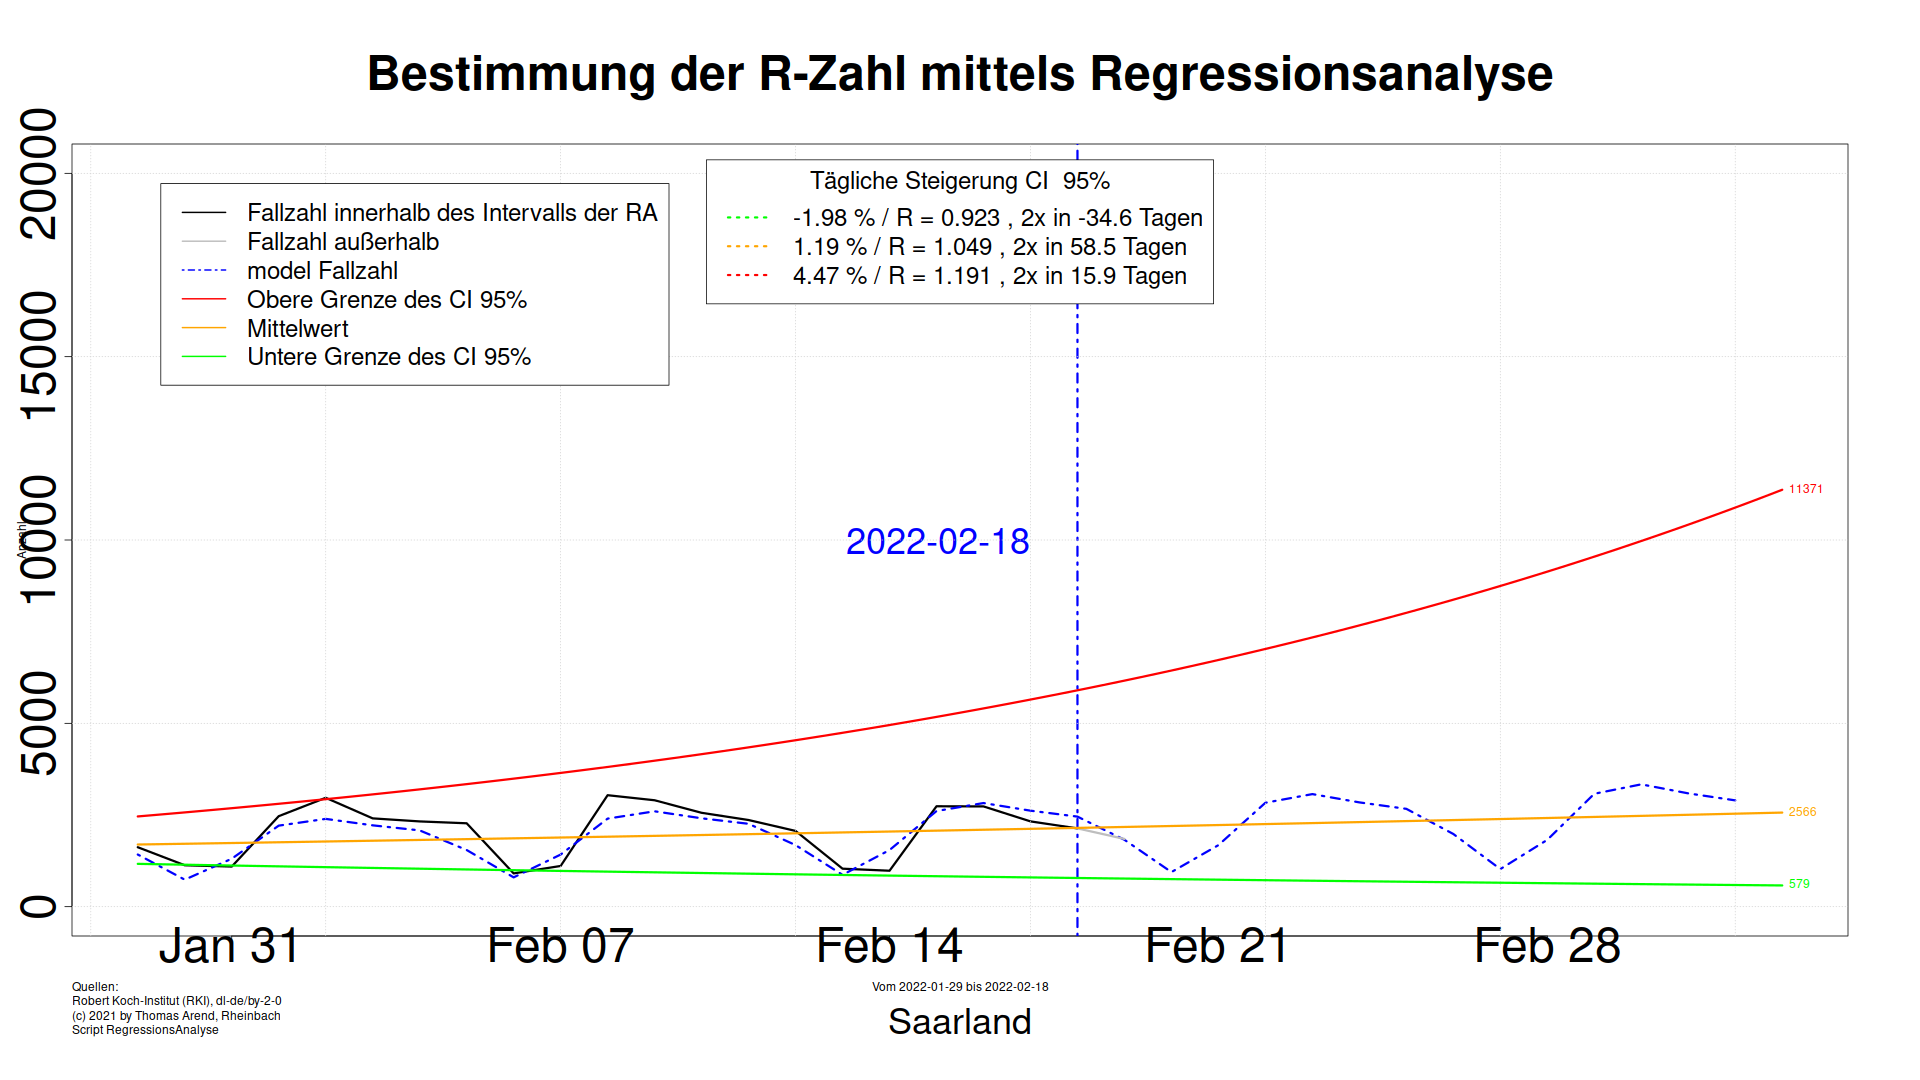 Bestimmung der R-Zahl mittels Regressionsanalyse
Anzahl
20000
15000
10000
5000
0
Fallzahl innerhalb des Intervalls der RA
Fallzahl außerhalb
model Fallzahl
Obere Grenze des CI 95%
Mittelwert
Untere Grenze des CI 95%
Tägliche Steigerung CI  95%
-1.98 % / R = 0.923 , 2x in -34.6 Tagen
1.19 % / R = 1.049 , 2x in 58.5 Tagen
4.47 % / R = 1.191 , 2x in 15.9 Tagen
2022-02-18
11371
2566
579
Jan 31
Feb 07
Feb 14
Feb 21
Feb 28
Quellen:
Robert Koch-Institut (RKI), dl-de/by-2-0
(c) 2021 by Thomas Arend, Rheinbach
Script RegressionsAnalyse
Vom 2022-01-29 bis 2022-02-18
Saarland